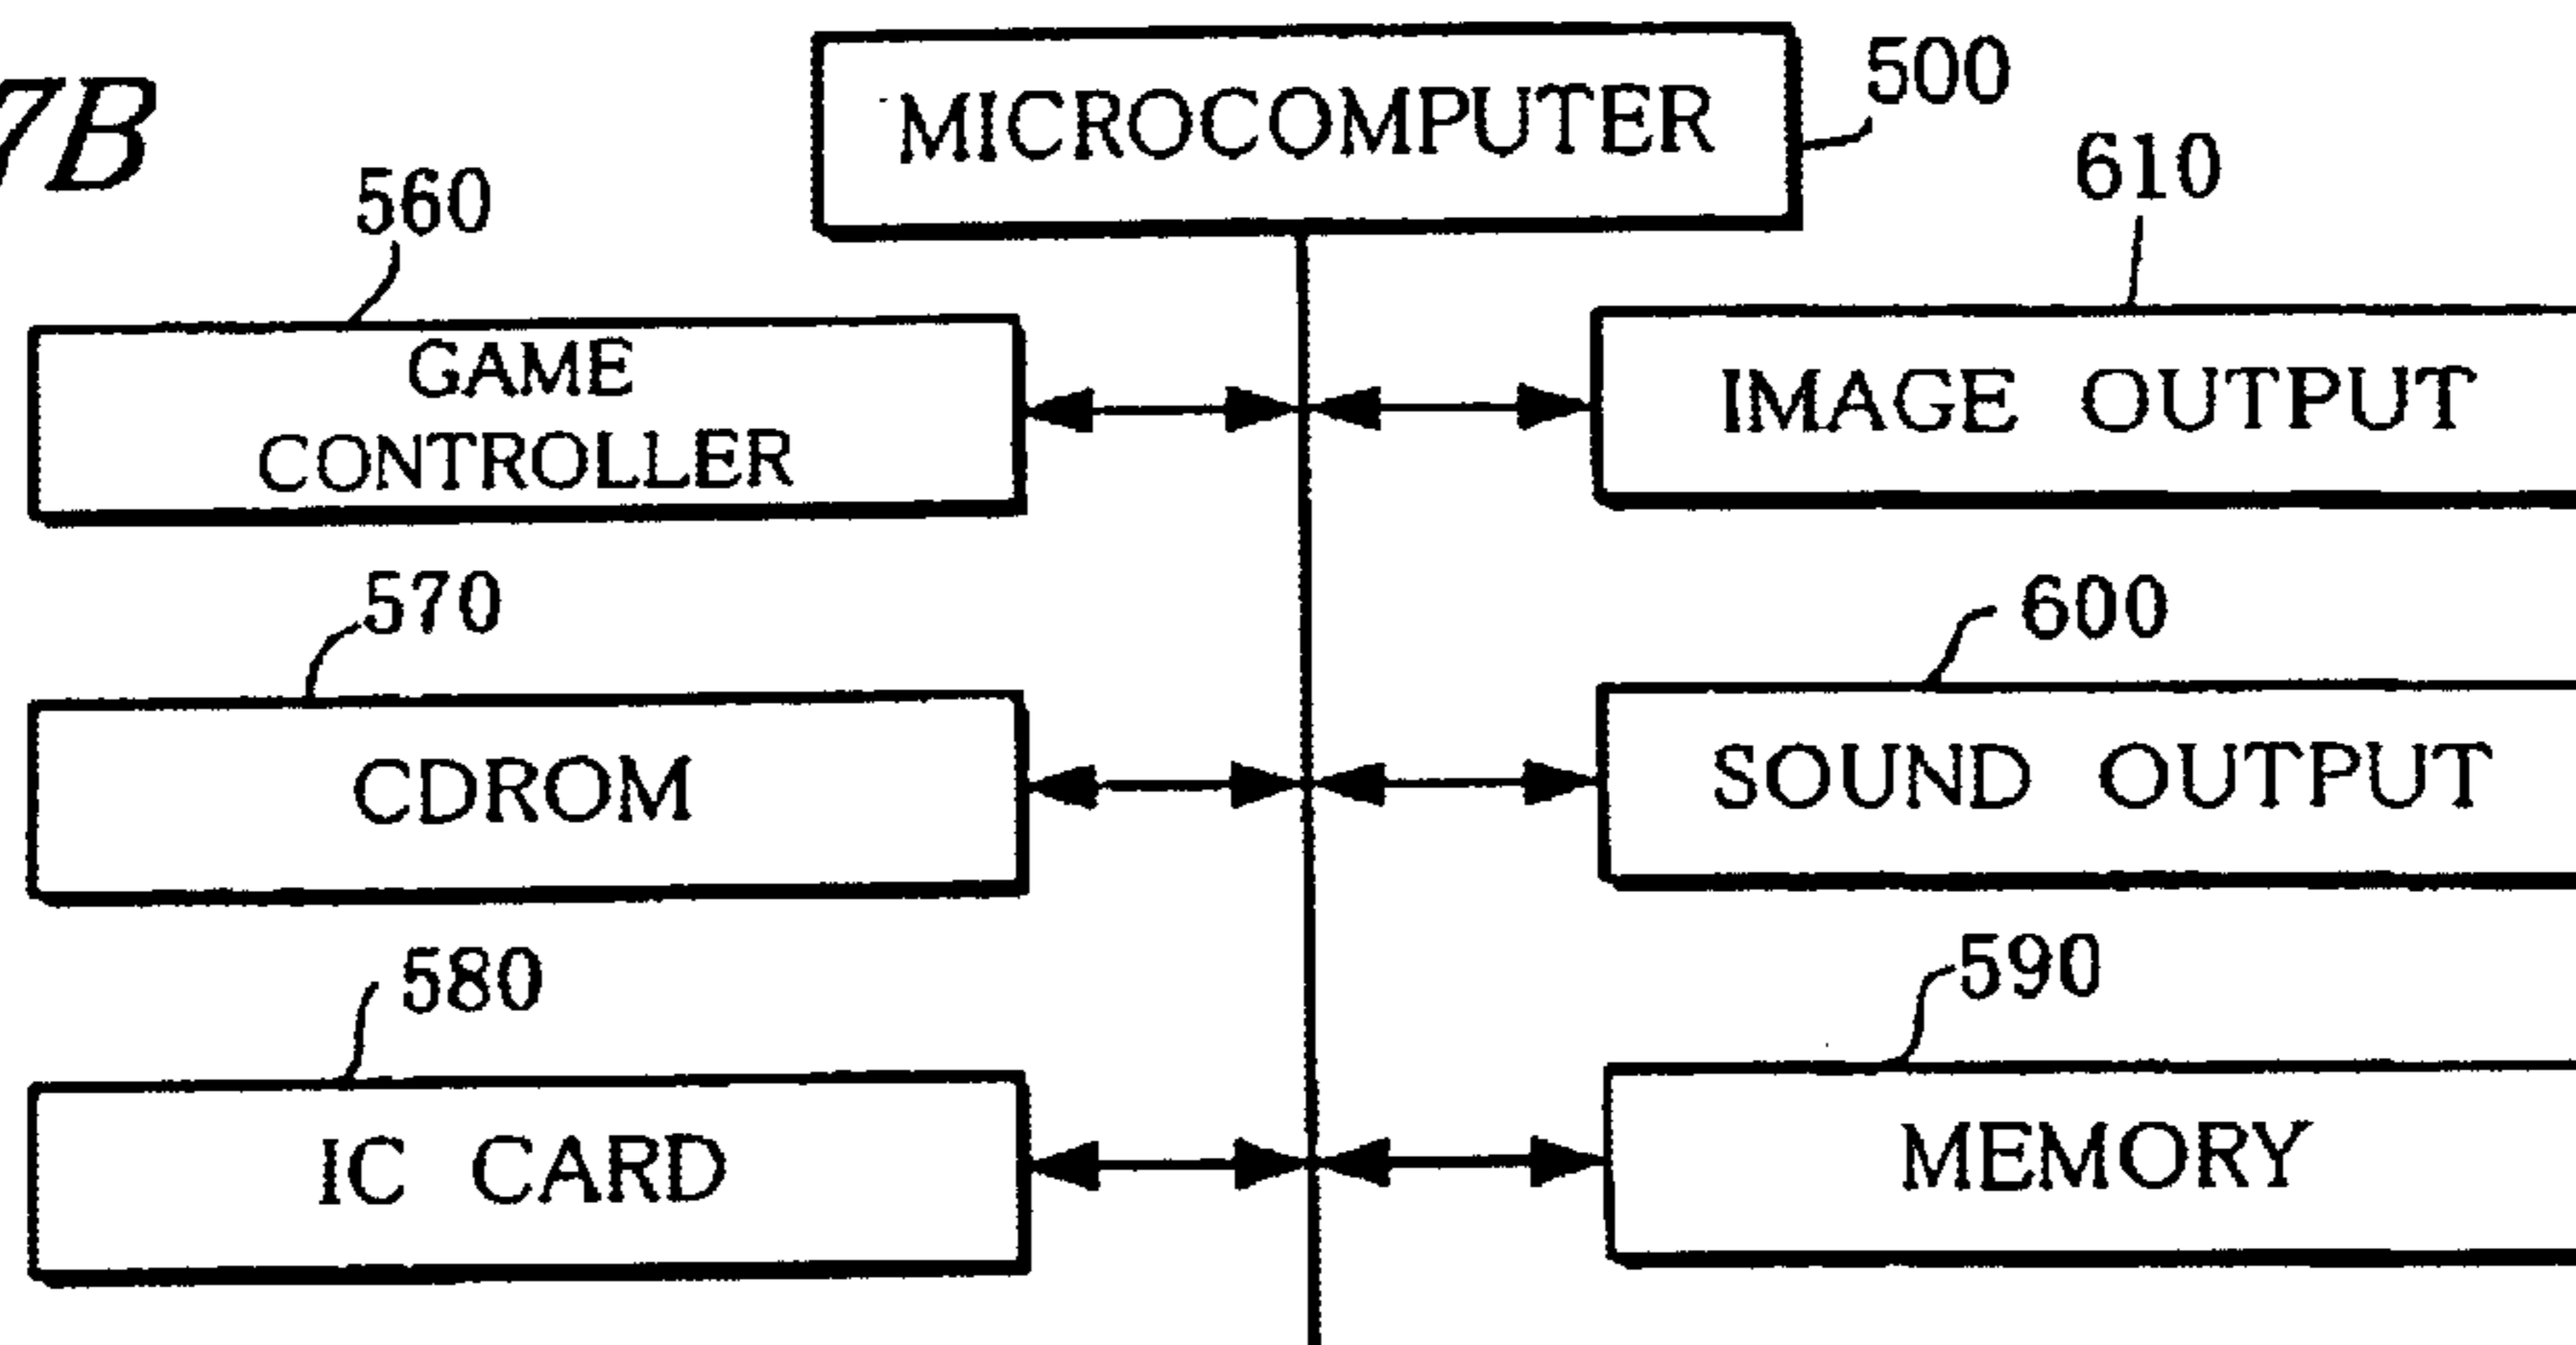 7B
MICROCOMPUTER
500
560
610
GAME
CONTROLLER
IMAGE OUTPUT
570
600
CDROM
SOUND OUTPUT
580
590
IC CARD
MEMORY